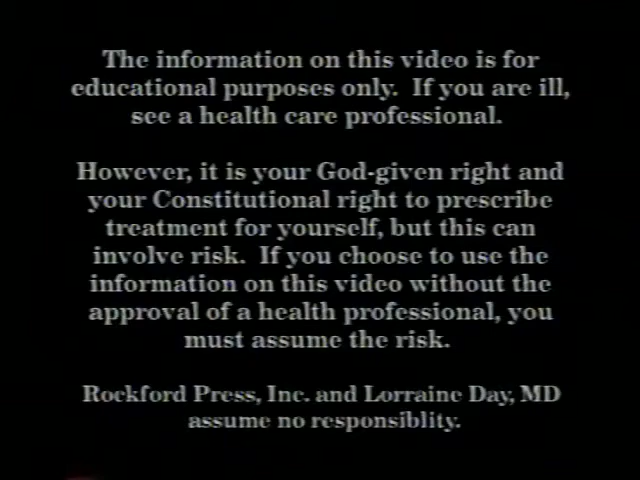 The information on this video is for
educational purposes only.  If you are ill,
see a health care professional.
However, it is your God-given right and
your Constitutional right to prescribe
treatment for yourself, but this can
involve risk.  If you choose to use the
information on this video without the
approval of a health professional, you
must assume the risk.
Rockford Press, Inc. and Lorraine Day, MD
assume no responsiblity.